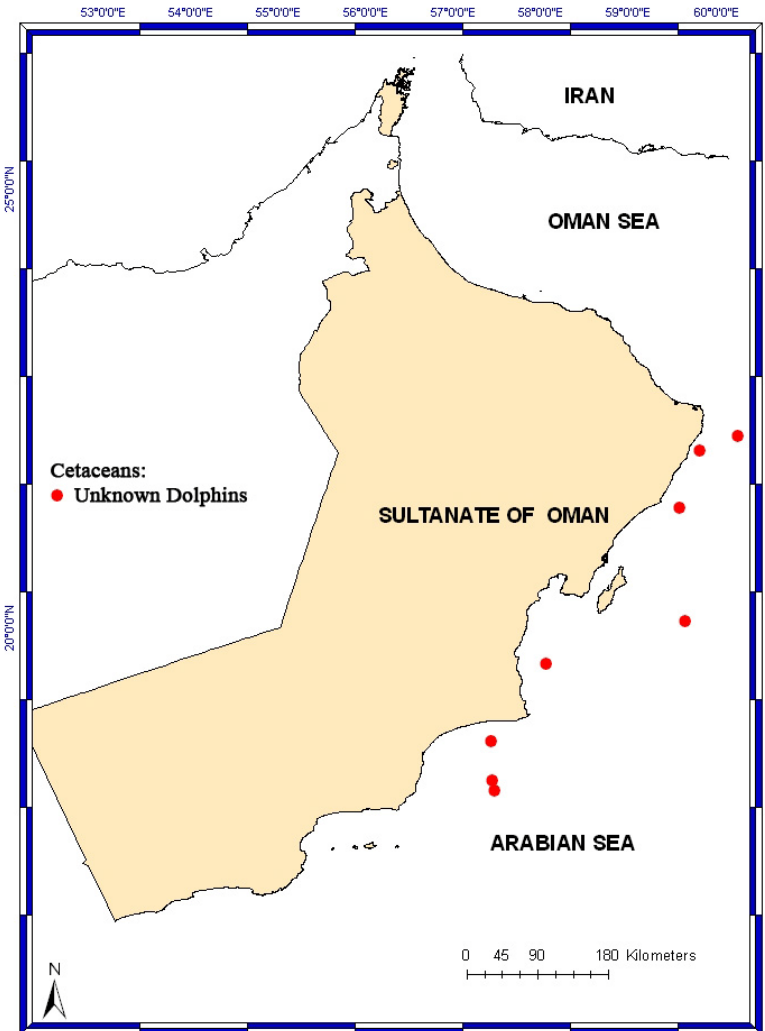 53°0'0"E 54°0'0"E 55°0'0"E 56°0'0"E 57°0'0"E 58°0'0"E 59°0'0"E 60°0'0"E
IRAN
25°0'0"N
OMAN SEA
Cetaceans:
Unknown Dolphins
SULTANATE OF OMAN
20°0'0"N
ARABIAN SEA
N
0 45 90 180 Kilometers